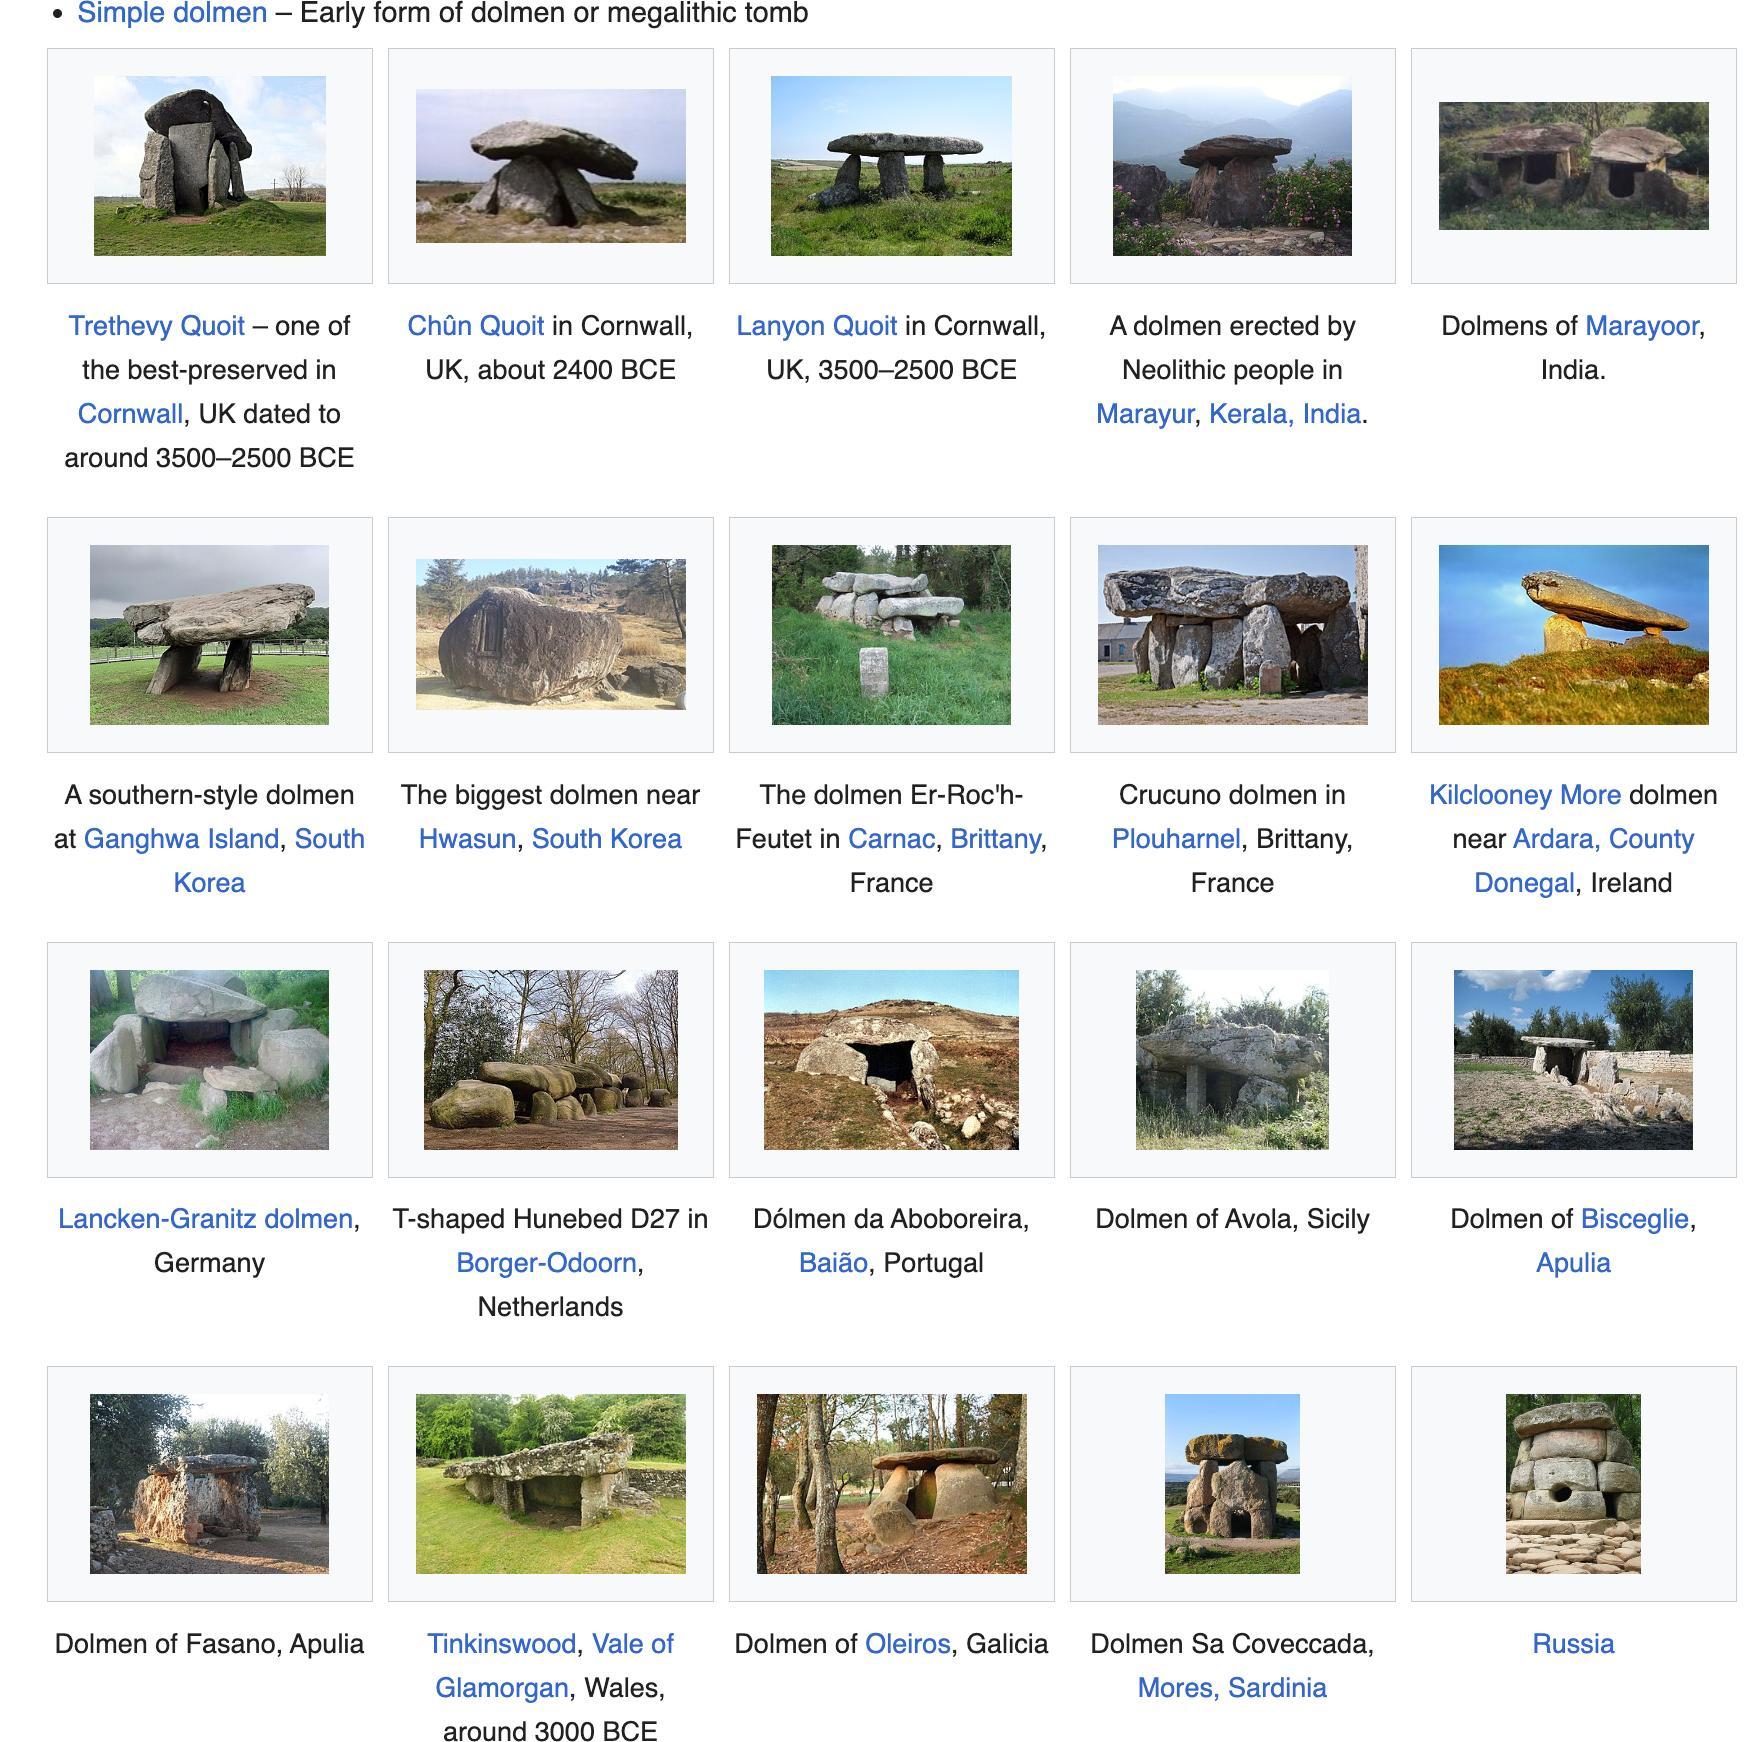 • Simple dolmen – Early form of dolmen or megalithic tomb
Trethevy Quoit – one of
the best-preserved in
Cornwall, UK dated to
around 3500–2500 BCE
Chûn Quoit in Cornwall,
UK, about 2400 BCE
Lanyon Quoit in Cornwall,
UK, 3500–2500 BCE
A dolmen erected by
Neolithic people in
Marayur, Kerala, India.
Dolmens of Marayoor,
India.
A southern-style dolmen
at Ganghwa Island, South
Korea
The biggest dolmen near
Hwasun, South Korea
The dolmen Er-Roc'h-
Feutet in Carnac, Brittany,
France
Crucuno dolmen in
Plouharnel, Brittany,
France
Kilclooney More dolmen
near Ardara, County
Donegal, Ireland
Lancken-Granitz dolmen,
Germany
T-shaped Hunebed D27 in
Borger-Odoorn,
Netherlands
Dólmen da Aboboreira,
Baião, Portugal
Dolmen of Avola, Sicily
Dolmen of Bisceglie,
Apulia
Dolmen of Fasano, Apulia
Tinkinswood, Vale of
Glamorgan, Wales,
around 3000 BCE
Dolmen of Oleiros, Galicia
Dolmen Sa Coveccada,
Mores, Sardinia
Russia